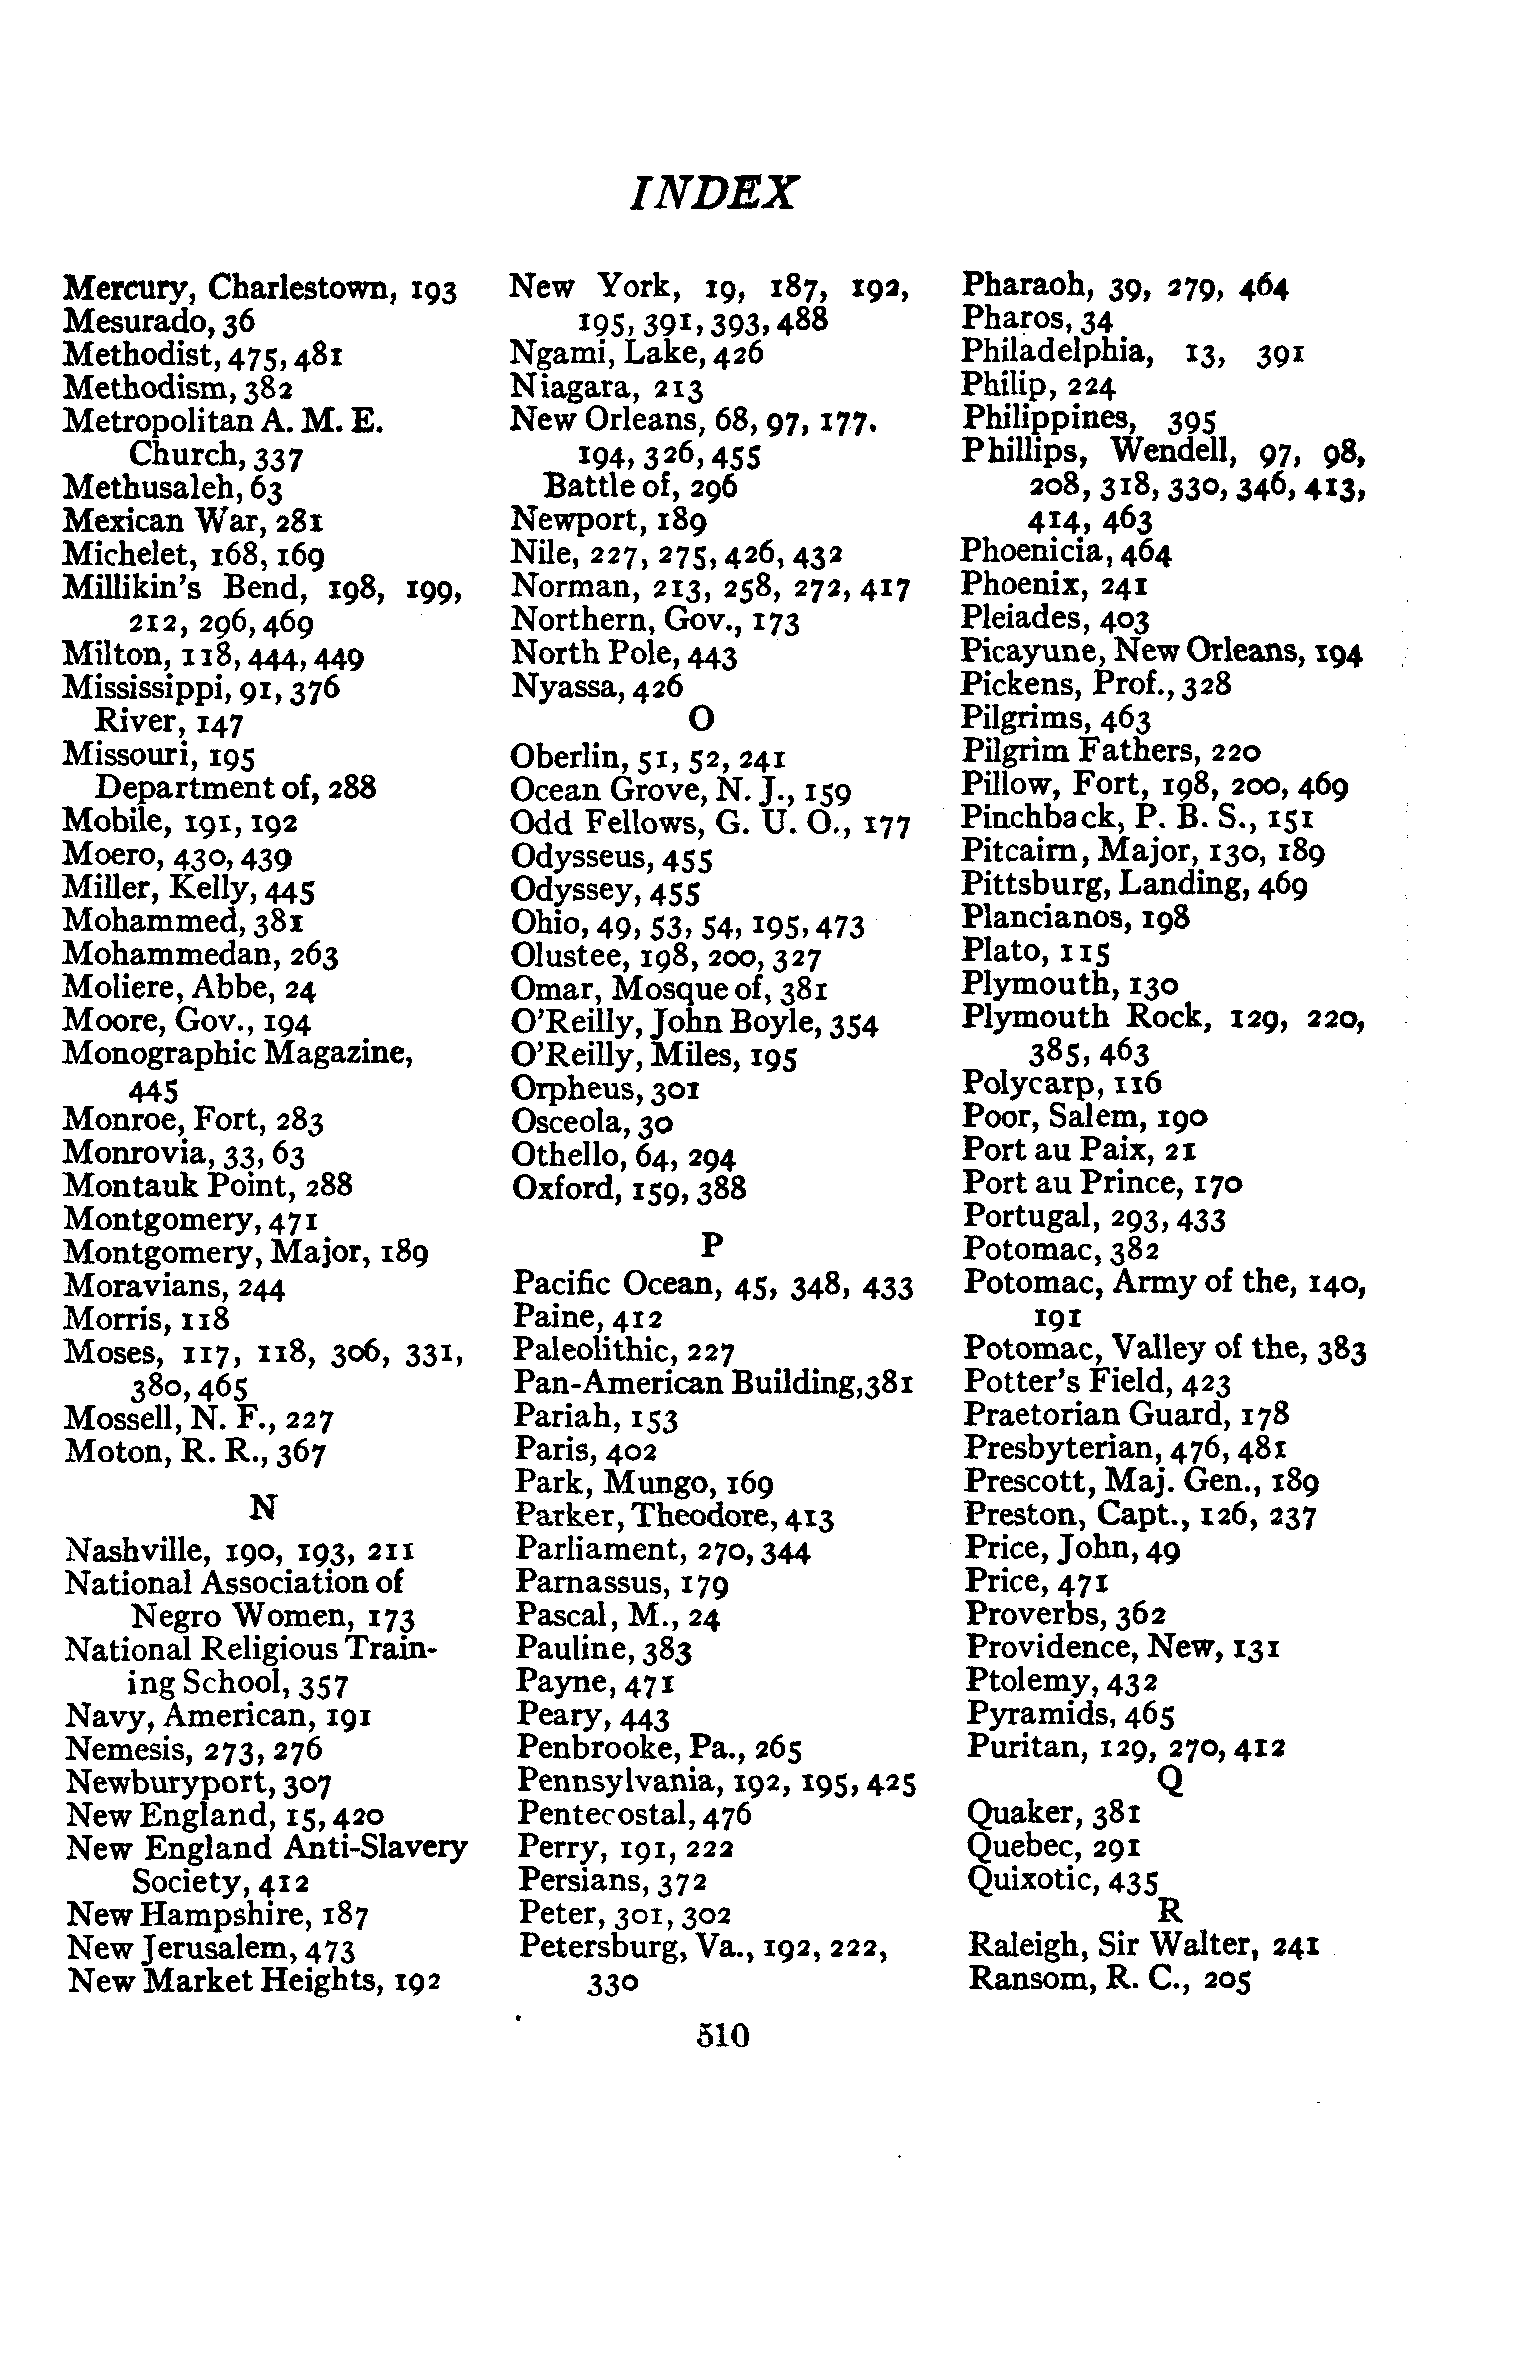 INDEX
Mercury, Charlestown, 193
Mesurado, 36
Methodist, 475, 481
Methodism, 382
Metropolitan A. M. E.
Church, 337
Methusaleh, 63
Mexican War, 281
Michelet, 168, 169
Millikin's Bend, 198, 199,
212, 296, 469
Milton, 118, 444, 449
Mississippi, 91, 376
River, 147
Missouri, 195
Department of, 288
Mobile, 191, 192
Moero, 430, 439
Miller, Kelly, 445
Mohammed, 381
Mohammedan, 263
Moliere, Abbe, 24
Moore, Gov., 194
Monographic Magazine,
445
Monroe, Fort, 283
Monrovia, 33, 63
Montauk Point, 288
Montgomery, 471
Montgomery, Major, 189
Moravians, 244
Morris, 118
Moses, 117, 118, 306, 331,
380, 465
Mossell, N. F., 227
Moton, R. R., 367
N
Nashville, 190, 193, 211
National Association of
Negro Women, 173
National Religious Train-
ing School, 357
Navy, American, 191
Nemesis, 273, 276
Newburyport, 307
New England, 15, 420
New England Anti-Slavery
Society, 412
New Hampshire, 187
New Jerusalem, 473
New Market Heights, 192
New York, 19, 187, 192,
195, 391, 393, 488
Ngami, Lake, 426
Niagara, 213
New Orleans, 68, 97, 177.
194, 326, 455
Battle of, 296
Newport, 189
Nile, 227, 275, 426, 432
Norman, 213, 258, 272, 417
Northern, Gov., 173
North Pole, 443
Nyassa, 426
O
Oberlin, 51, 52, 241
Ocean Grove, N. J., 159
Odd Fellows, G. U. O., 177
Odysseus, 455
Odyssey, 455
Ohio, 49, 53, 54, 195, 473
Olustee, 198, 200, 327
Omar, Mosque of, 381
O'Reilly, John Boyle, 354
O'Reilly, Miles, 195
Orpheus, 301
Osceola, 30
Othello, 64, 294
Oxford, 159, 388
P
Pacific Ocean, 45, 348, 433
Paine, 412
Paleolithic, 227
Pan-American Building,381
Pariah, 153
Paris, 402
Park, Mungo, 169
Parker, Theodore, 413
Parliament, 270, 344
Parnassus, 179
Pascal, M., 24
Pauline, 383
Payne, 471
Peary, 443
Penbrooke, Pa., 265
Pennsylvania, 192, 195, 425
Pentecostal, 476
Perry, 191, 222
Persians, 372
Peter, 301, 302
Petersburg, Va., 192, 222,
330
Pharaoh, 39, 279, 464
Pharos, 34
Philadelphia, 13, 391
Philip, 224
Philippines, 395
Phillips, Wendell, 97, 98,
208, 318, 330, 346, 413,
414, 463
Phoenicia, 464
Phoenix, 241
Pleiades, 403
Picayune, New Orleans, 194
Pickens, Prof., 328
Pilgrims, 463
Pilgrim Fathers, 220
Pillow, Fort, 198, 200, 469
Pinchback, P. B. S., 151
Pitcairn, Major, 130, 189
Pittsburg, Landing, 469
Plancianos, 198
Plato, 115
Plymouth, 130
Plymouth Rock, 129, 220,
385, 463
Polycarp, 116
Poor, Salem, 190
Port au Paix, 21
Port au Prince, 170
Portugal, 293, 433
Potomac, 382
Potomac, Army of the, 140,
191
Potomac, Valley of the, 383
Potter's Field, 423
Praetorian Guard, 178
Presbyterian, 476, 481
Prescott, Maj. Gen., 189
Preston, Capt., 126, 237
Price, John, 49
Price, 471
Proverbs, 362
Providence, New, 131
Ptolemy, 432
Pyramids, 465
Puritan, 129, 270, 412
Q
Quaker, 381
Quebec, 291
Quixotic, 435
R
Raleigh, Sir Walter, 241
Ransom, R. C., 205
510